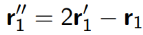 r₁″ = 2r₁′ − r₁